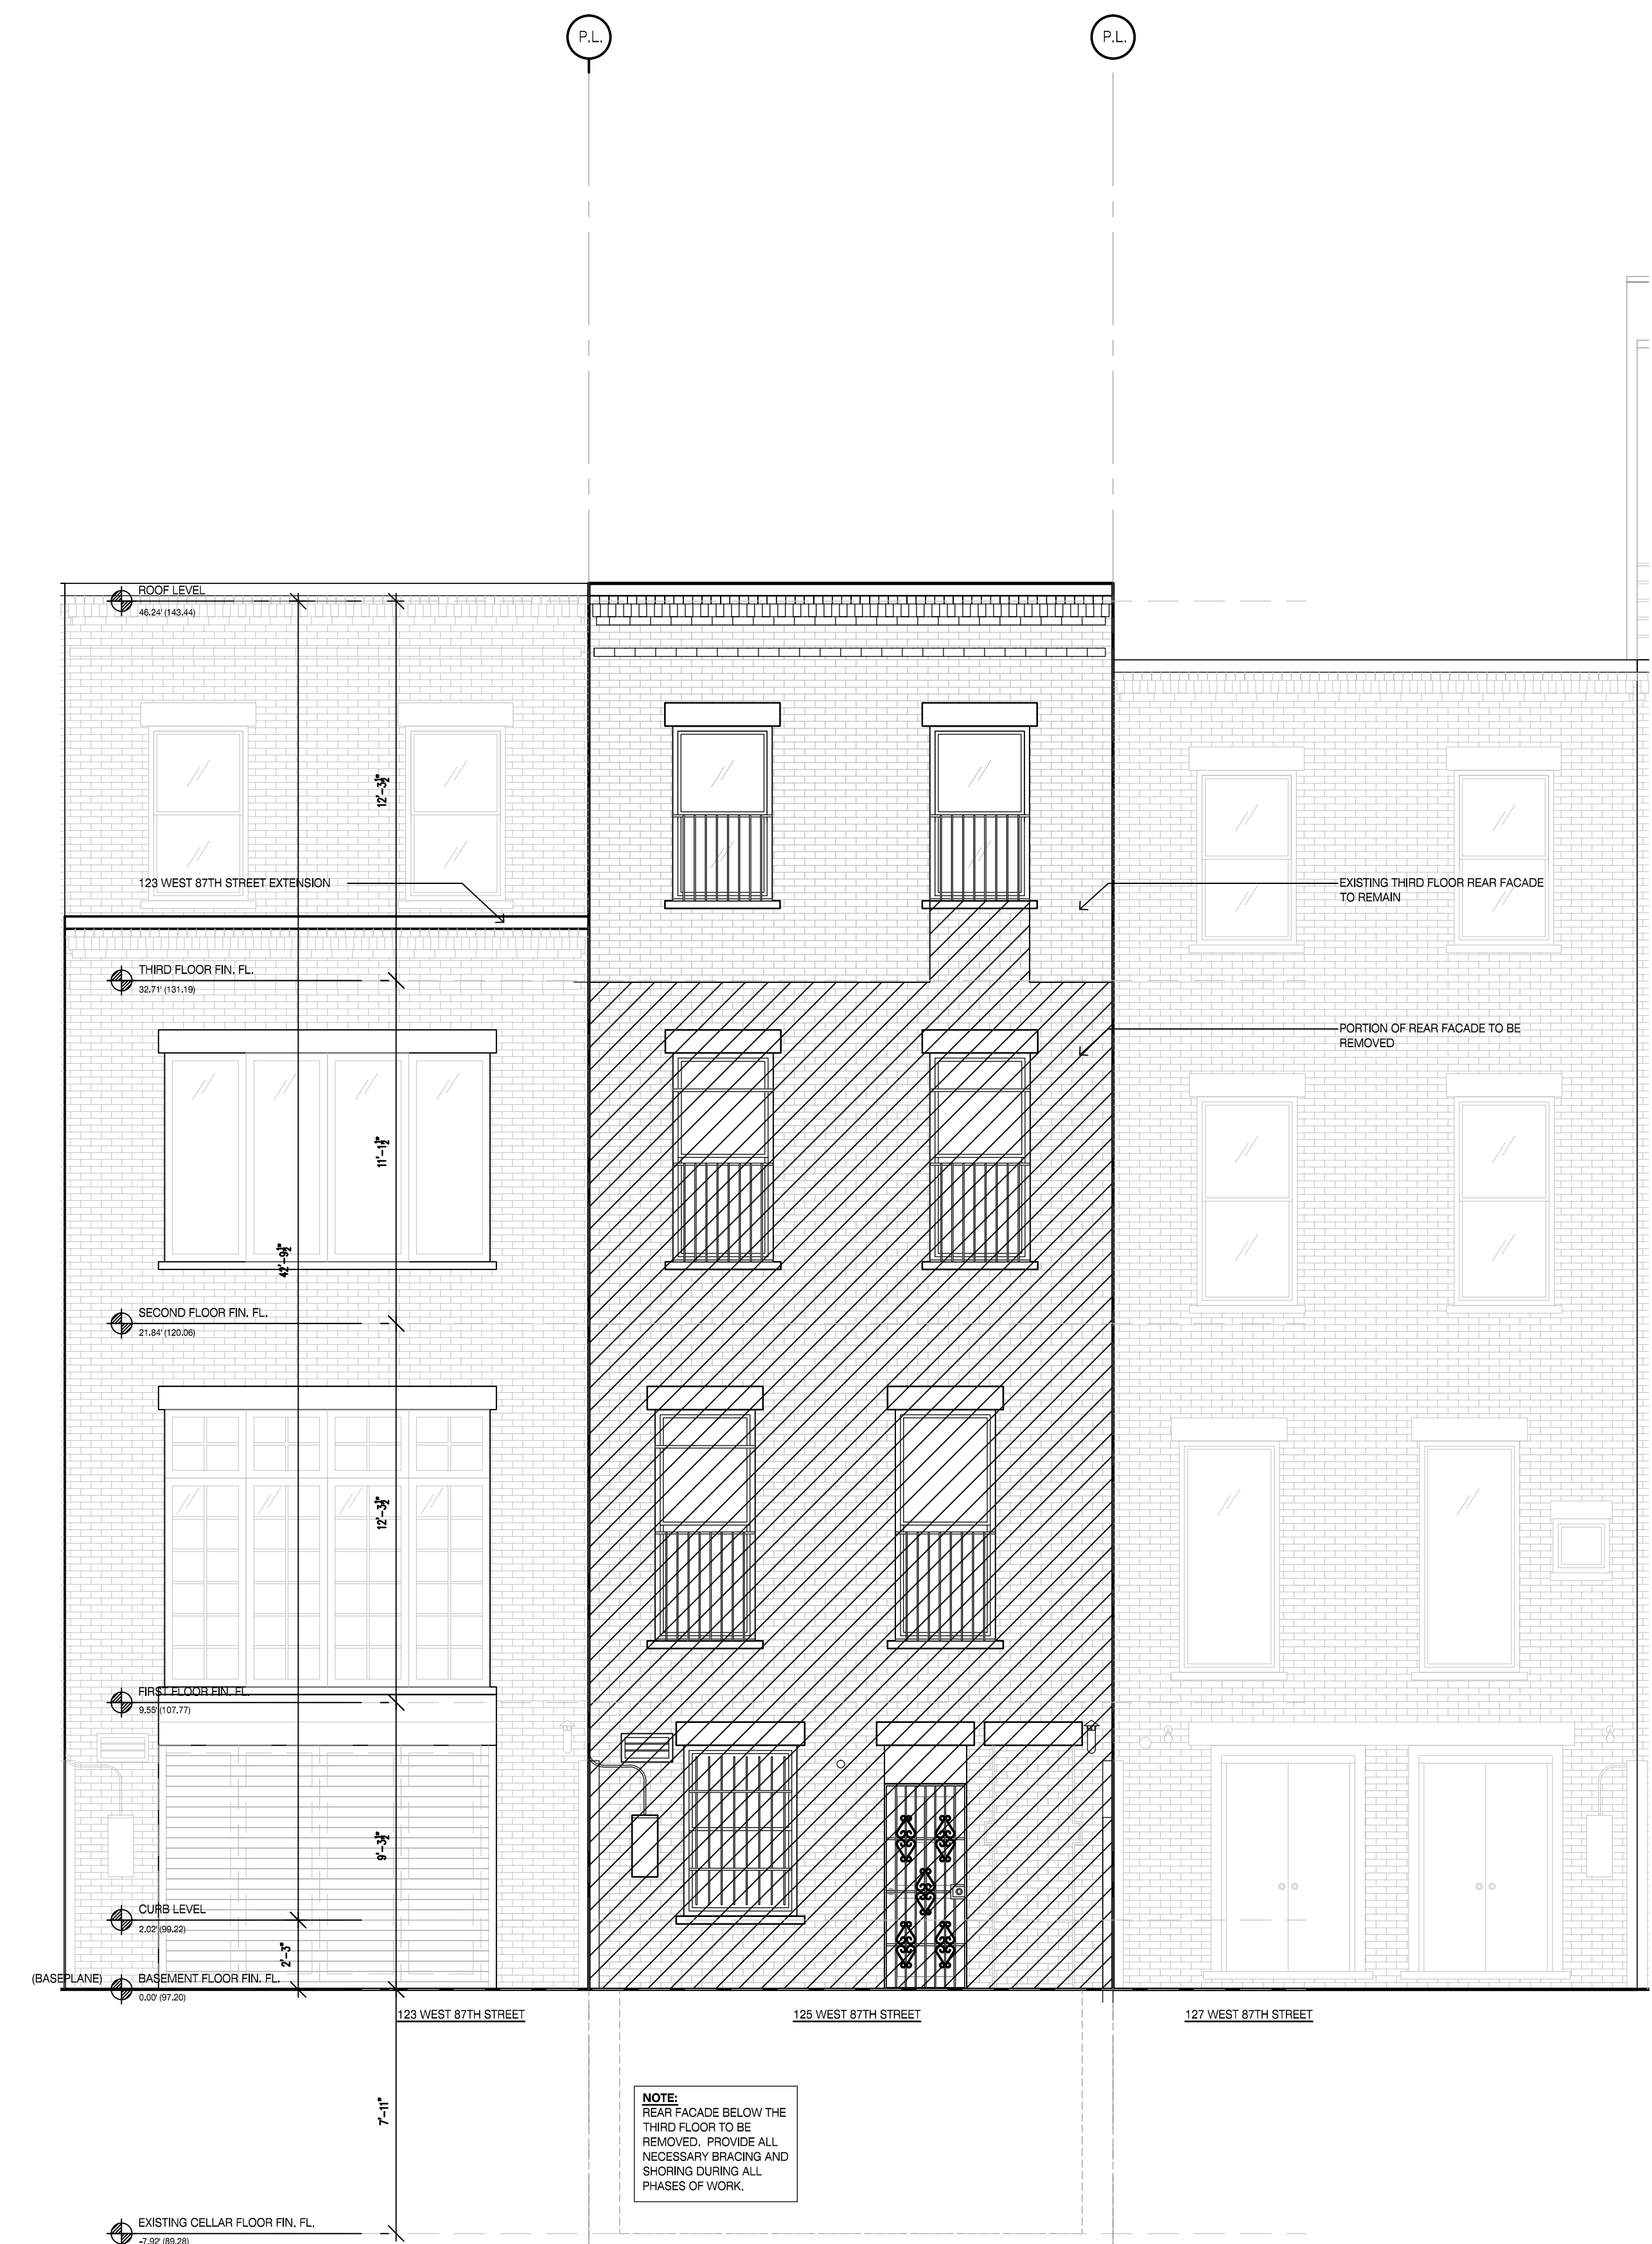 P.L.
P.L.
ROOF LEVEL
46.24' (143.44)
12'-3½"
123 WEST 87TH STREET EXTENSION
EXISTING THIRD FLOOR REAR FACADE
TO REMAIN
THIRD FLOOR FIN. FL.
32.71' (131.19)
PORTION OF REAR FACADE TO BE
REMOVED
11'-1½"
42'-9½"
SECOND FLOOR FIN. FL.
21.84' (120.06)
12'-3½"
FIRST FLOOR FIN. FL.
9.55' (107.77)
9'-3½"
CURB LEVEL
2.02' (99.22)
2'-3"
(BASEPLANE)
BASEMENT FLOOR FIN. FL.
0.00' (97.20)
123 WEST 87TH STREET
125 WEST 87TH STREET
127 WEST 87TH STREET
7'-11"
NOTE:
REAR FACADE BELOW THE
THIRD FLOOR TO BE
REMOVED. PROVIDE ALL
NECESSARY BRACING AND
SHORING DURING ALL
PHASES OF WORK.
EXISTING CELLAR FLOOR FIN. FL.
-7.92' (89.28)